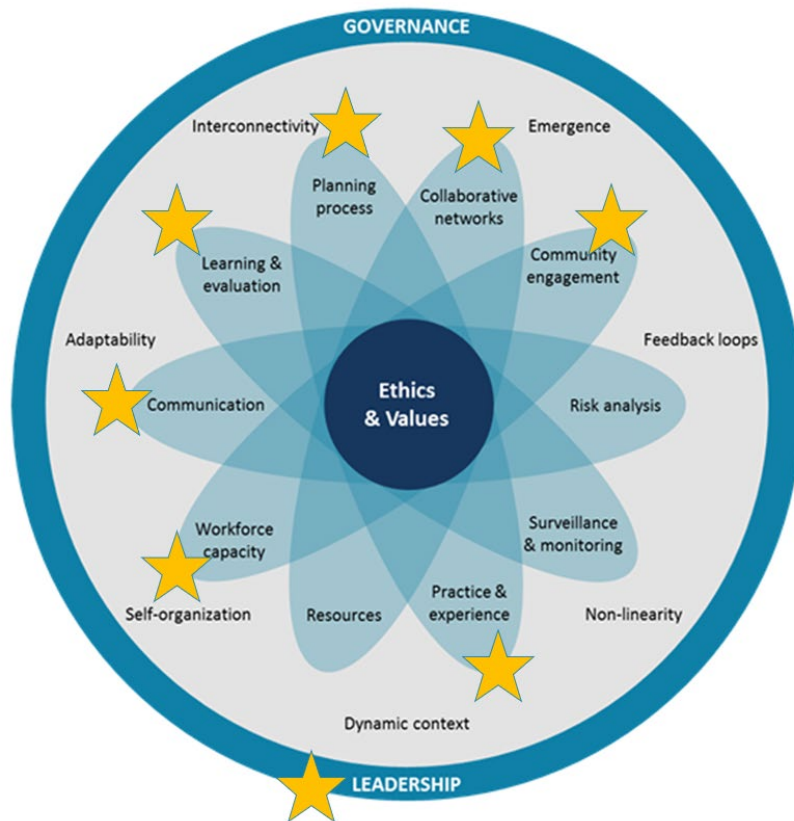 GOVERNANCE
Interconnectivity
Emergence
Planning
process
Collaborative
networks
Learning &
evaluation
Community
engagement
Adaptability
Feedback loops
Communication
Ethics
& Values
Risk analysis
Workforce
capacity
Surveillance
& monitoring
Self-organization
Resources
Practice &
experience
Non-linearity
Dynamic context
LEADERSHIP